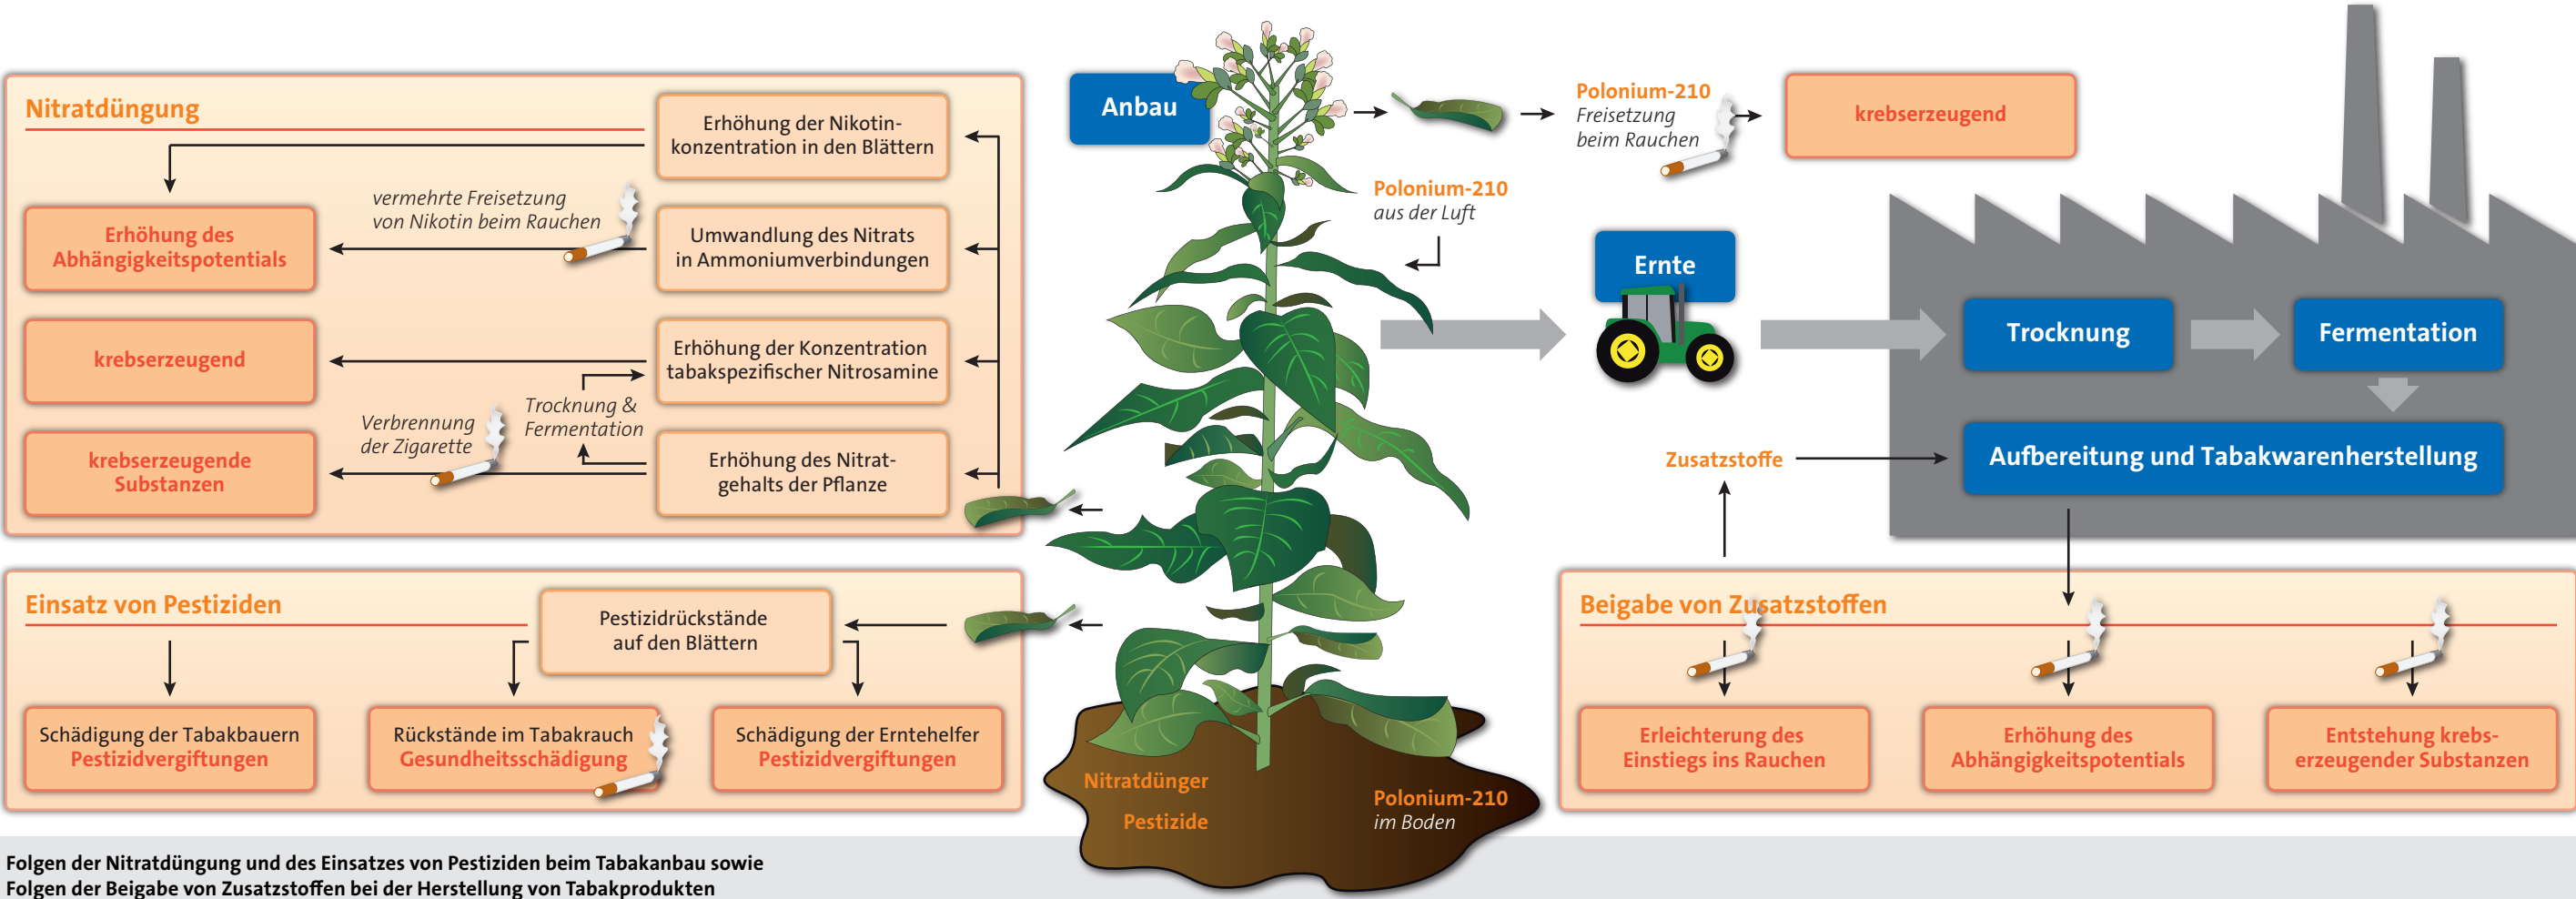 Nitratdüngung
Erhöhung der Nikotin-
konzentration in den Blättern
vermehrte Freisetzung
von Nikotin beim Rauchen
Erhöhung des
Abhängigkeitspotentials
Umwandlung des Nitrats
in Ammoniumverbindungen
krebserzeugend
Erhöhung der Konzentration
tabakspezifischer Nitrosamine
Trocknung &
Fermentation
Verbrennung
der Zigarette
krebserzeugende
Substanzen
Erhöhung des Nitrat-
gehalts der Pflanze
Einsatz von Pestiziden
Pestizidrückstände
auf den Blättern
Schädigung der Tabakbauern
Pestizidvergiftungen
Rückstände im Tabakrauch
Gesundheitsschädigung
Schädigung der Erntehelfer
Pestizidvergiftungen
Anbau
Polonium-210
Freisetzung
beim Rauchen
krebserzeugend
Polonium-210
aus der Luft
Ernte
Trocknung
Fermentation
Zusatzstoffe
Aufbereitung und Tabakwarenherstellung
Beigabe von Zusatzstoffen
Erleichterung des
Einstiegs ins Rauchen
Erhöhung des
Abhängigkeitspotentials
Entstehung krebs-
erzeugender Substanzen
Nitratdünger
Pestizide
Polonium-210
im Boden
Folgen der Nitratdüngung und des Einsatzes von Pestiziden beim Tabakanbau sowie
Folgen der Beigabe von Zusatzstoffen bei der Herstellung von Tabakprodukten